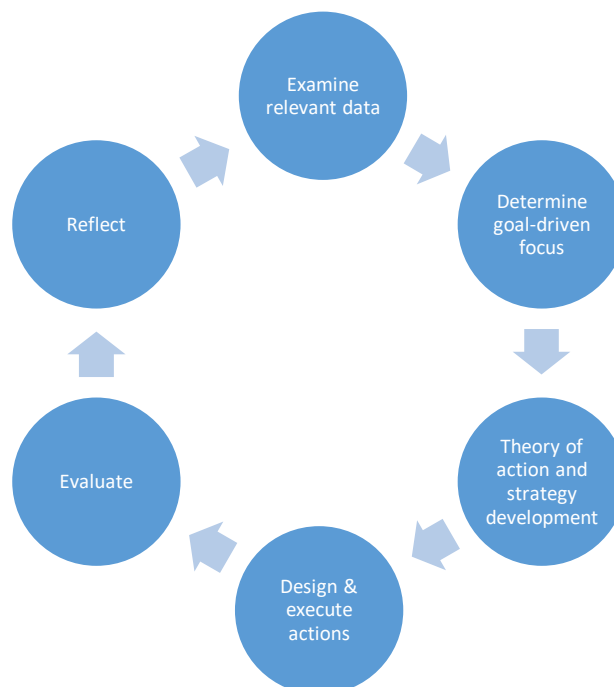 Examine
relevant data
Determine
goal-driven
focus
Theory of
action and
strategy
development
Design &
execute
actions
Evaluate
Reflect